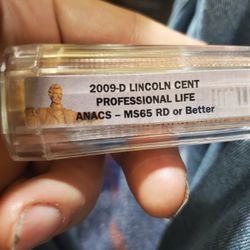 2009-D LINCOLN CENT
PROFESSIONAL LIFE
ANACS – MS65 RD or Better